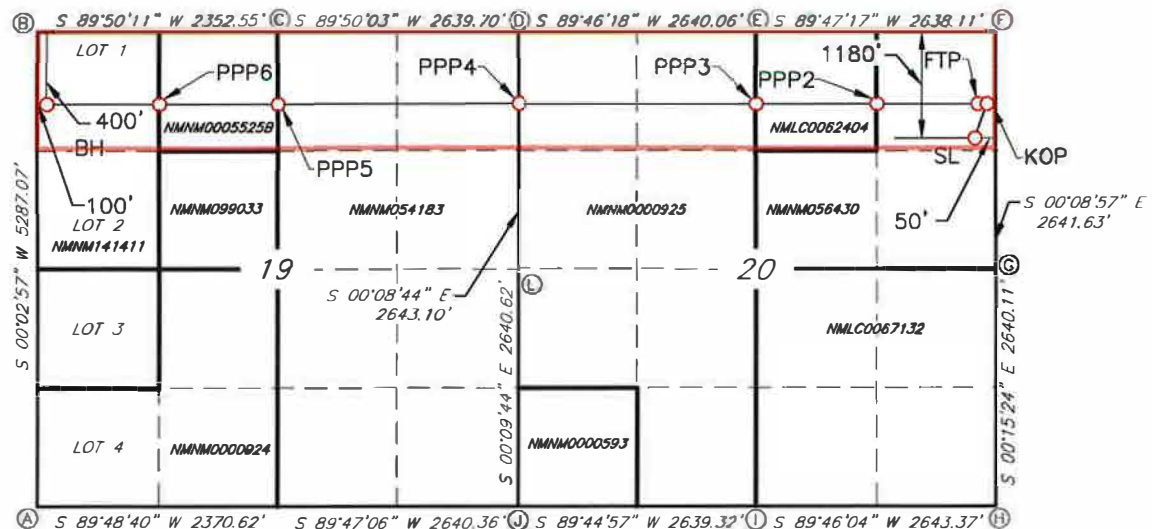 B S 89°50'11" W 2352.55' C S 89°50'03" W 2639.70' D S 89°46'18" W 2640.06' E S 89°47'17" W 2638.11' F
LOT 1
1180'
PPP6 PPP4 PPP3 PPP2 FTP
400'
NMNM0005525B NMLC0062404
BH SL KOP
PPP5
100' 50'
S 00°08'57" E
2641.63'
LOT 2 NMNM099033 NMNM054183 NMNM0000925 NMNM056430
NMNM141411
S 00°02'57" W 5287.07'
19 20 G
L
S 00°08'44" E
2643.10'
LOT 3 NMLC0067132
S 00°09'44" E 2640.62'
S 00°15'24" E 2640.11'
LOT 4 NMNM0000924 NMNM0000593
A S 89°48'40" W 2370.62' S 89°47'06" W 2640.36' J S 89°44'57" W 2639.32' I S 89°46'04" W 2643.37' H